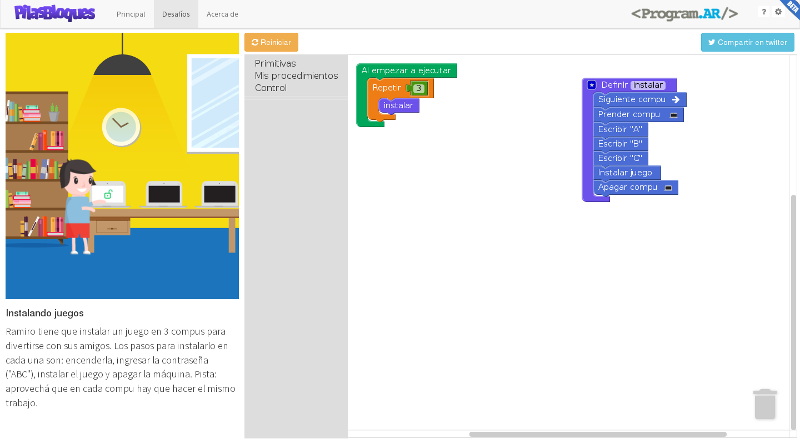 PilasBloques
Principal
Desafíos
Acerca de
<Program.AR/>
?
BETA
Reiniciar
Compartir en twitter
Primitivas
Mis procedimientos
Control
Al empezar a ejecutar
Repetir 3
instalar
Definir instalar
Siguiente compu
Prender compu
Escribir "A"
Escribir "B"
Escribir "C"
Instalar juego
Apagar compu
Instalando juegos
Ramiro tiene que instalar un juego en 3 compus para
divertirse con sus amigos. Los pasos para instalarlo en
cada una son: encenderla, ingresar la contraseña
("ABC"), instalar el juego y apagar la máquina. Pista:
aprovechá que en cada compu hay que hacer el mismo
trabajo.